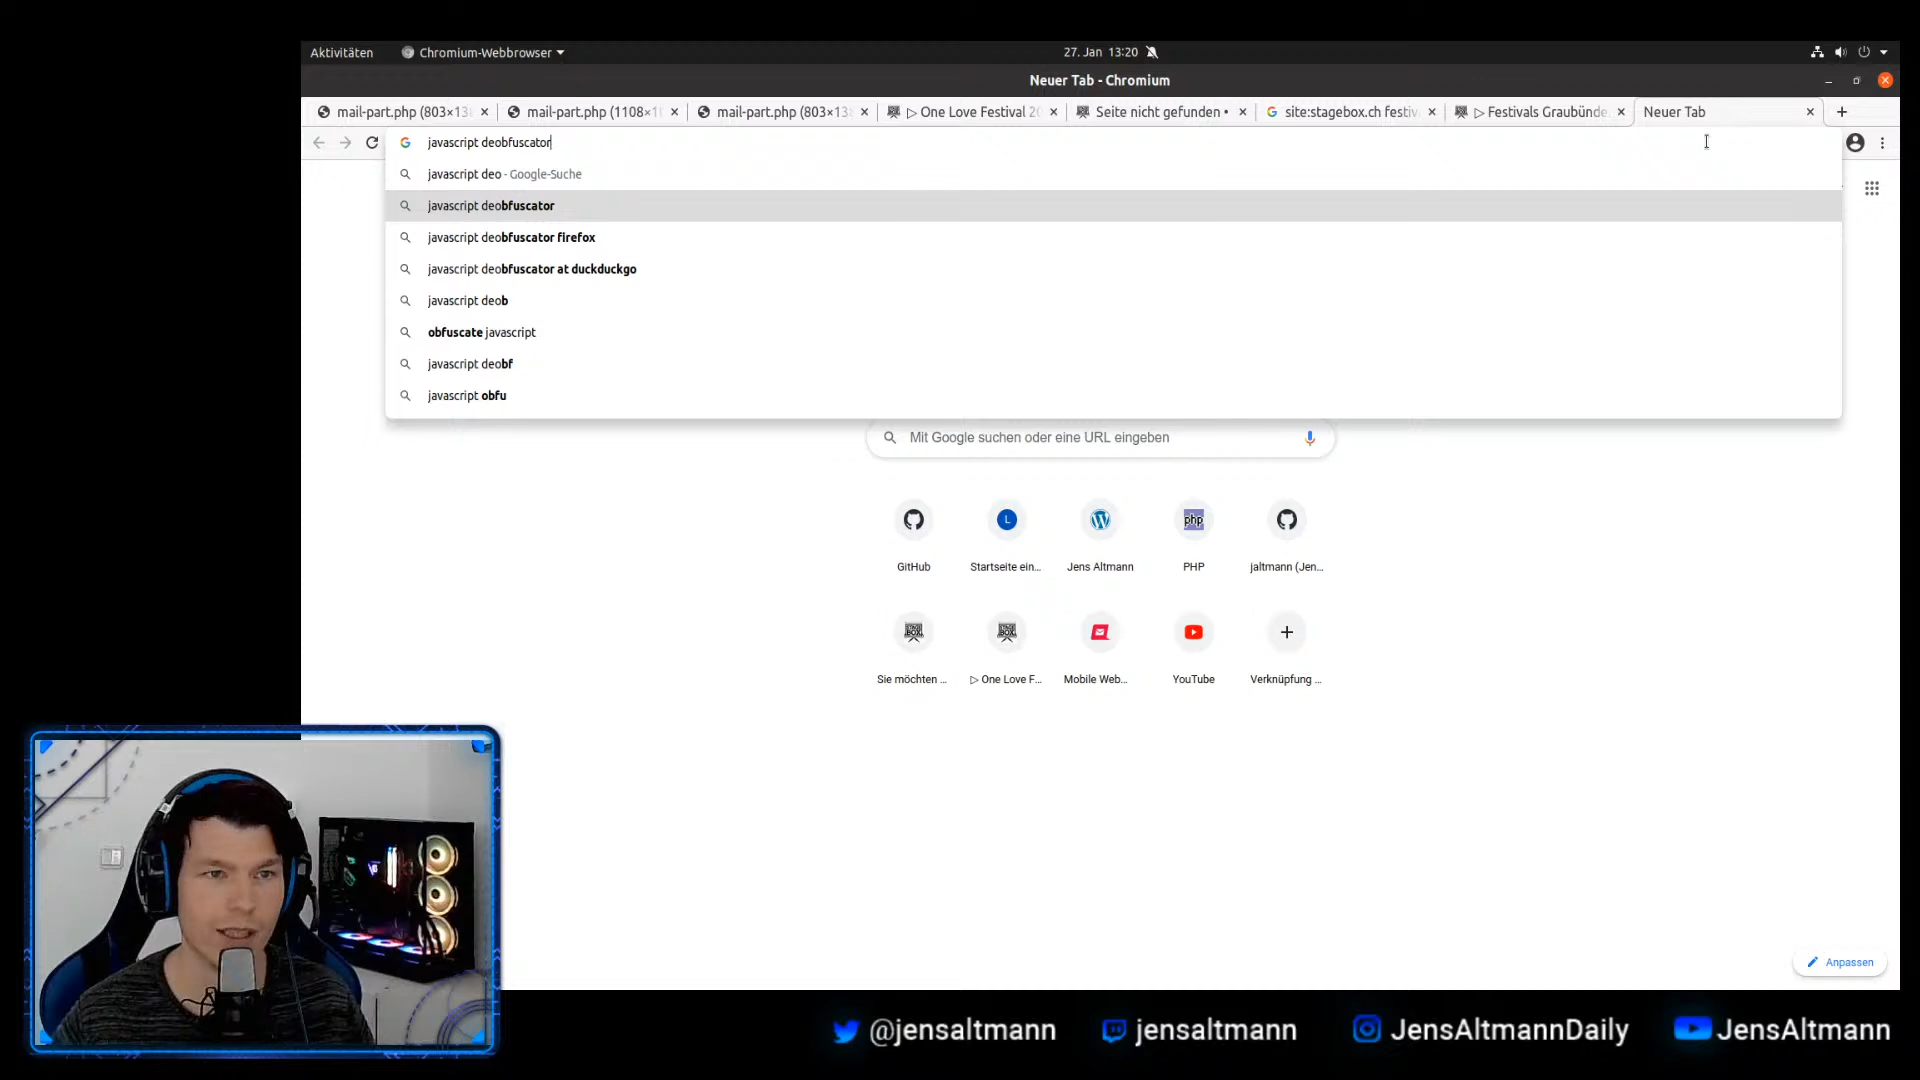 Aktivitäten
Chromium-Webbrowser
27. Jan 13:20
Neuer Tab - Chromium
mail-part.php (803×13
mail-part.php (1108×1
mail-part.php (803×13
▷ One Love Festival 20
Seite nicht gefunden •
site:stagebox.ch festiv
▷ Festivals Graubünde
Neuer Tab
javascript deobfuscator
javascript deo - Google-Suche
javascript deobfuscator
javascript deobfuscator firefox
javascript deobfuscator at duckduckgo
javascript deob
obfuscate javascript
javascript deobf
javascript obfu
Mit Google suchen oder eine URL eingeben
L
php
GitHub
Startseite ein...
Jens Altmann
PHP
jaltmann (Jen...
Sie möchten ...
▷ One Love F...
Mobile Web...
YouTube
Verknüpfung ...
Anpassen
@jensaltmann
jensaltmann
JensAltmannDaily
JensAltmann